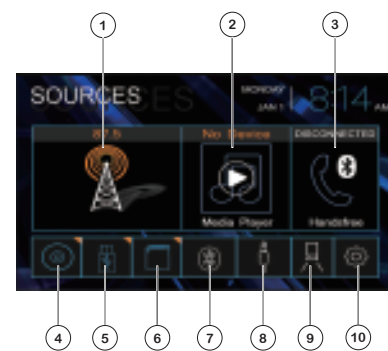 1 2 3
SOURCES
MONDAY
JAN 1
8:14
87.5 No Device DISCONNECTED
Media Player Handsfree
4 5 6 7 8 9 10